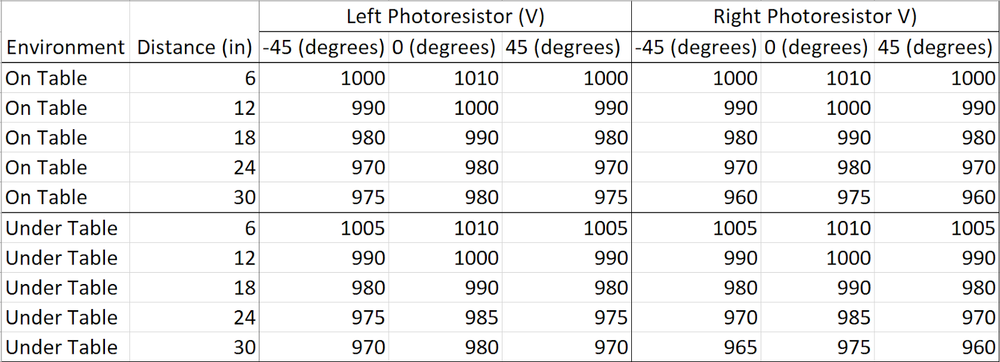 Left Photoresistor (V) Right Photoresistor V)
Environment Distance (in) -45 (degrees) 0 (degrees) 45 (degrees) -45 (degrees) 0 (degrees) 45 (degrees)
On Table 6 1000 1010 1000 1000 1010 1000
On Table 12 990 1000 990 990 1000 990
On Table 18 980 990 980 980 990 980
On Table 24 970 980 970 970 980 970
On Table 30 975 980 975 960 975 960
Under Table 6 1005 1010 1005 1005 1010 1005
Under Table 12 990 1000 990 990 1000 990
Under Table 18 980 990 980 980 990 980
Under Table 24 975 985 975 970 985 970
Under Table 30 970 980 970 965 975 960